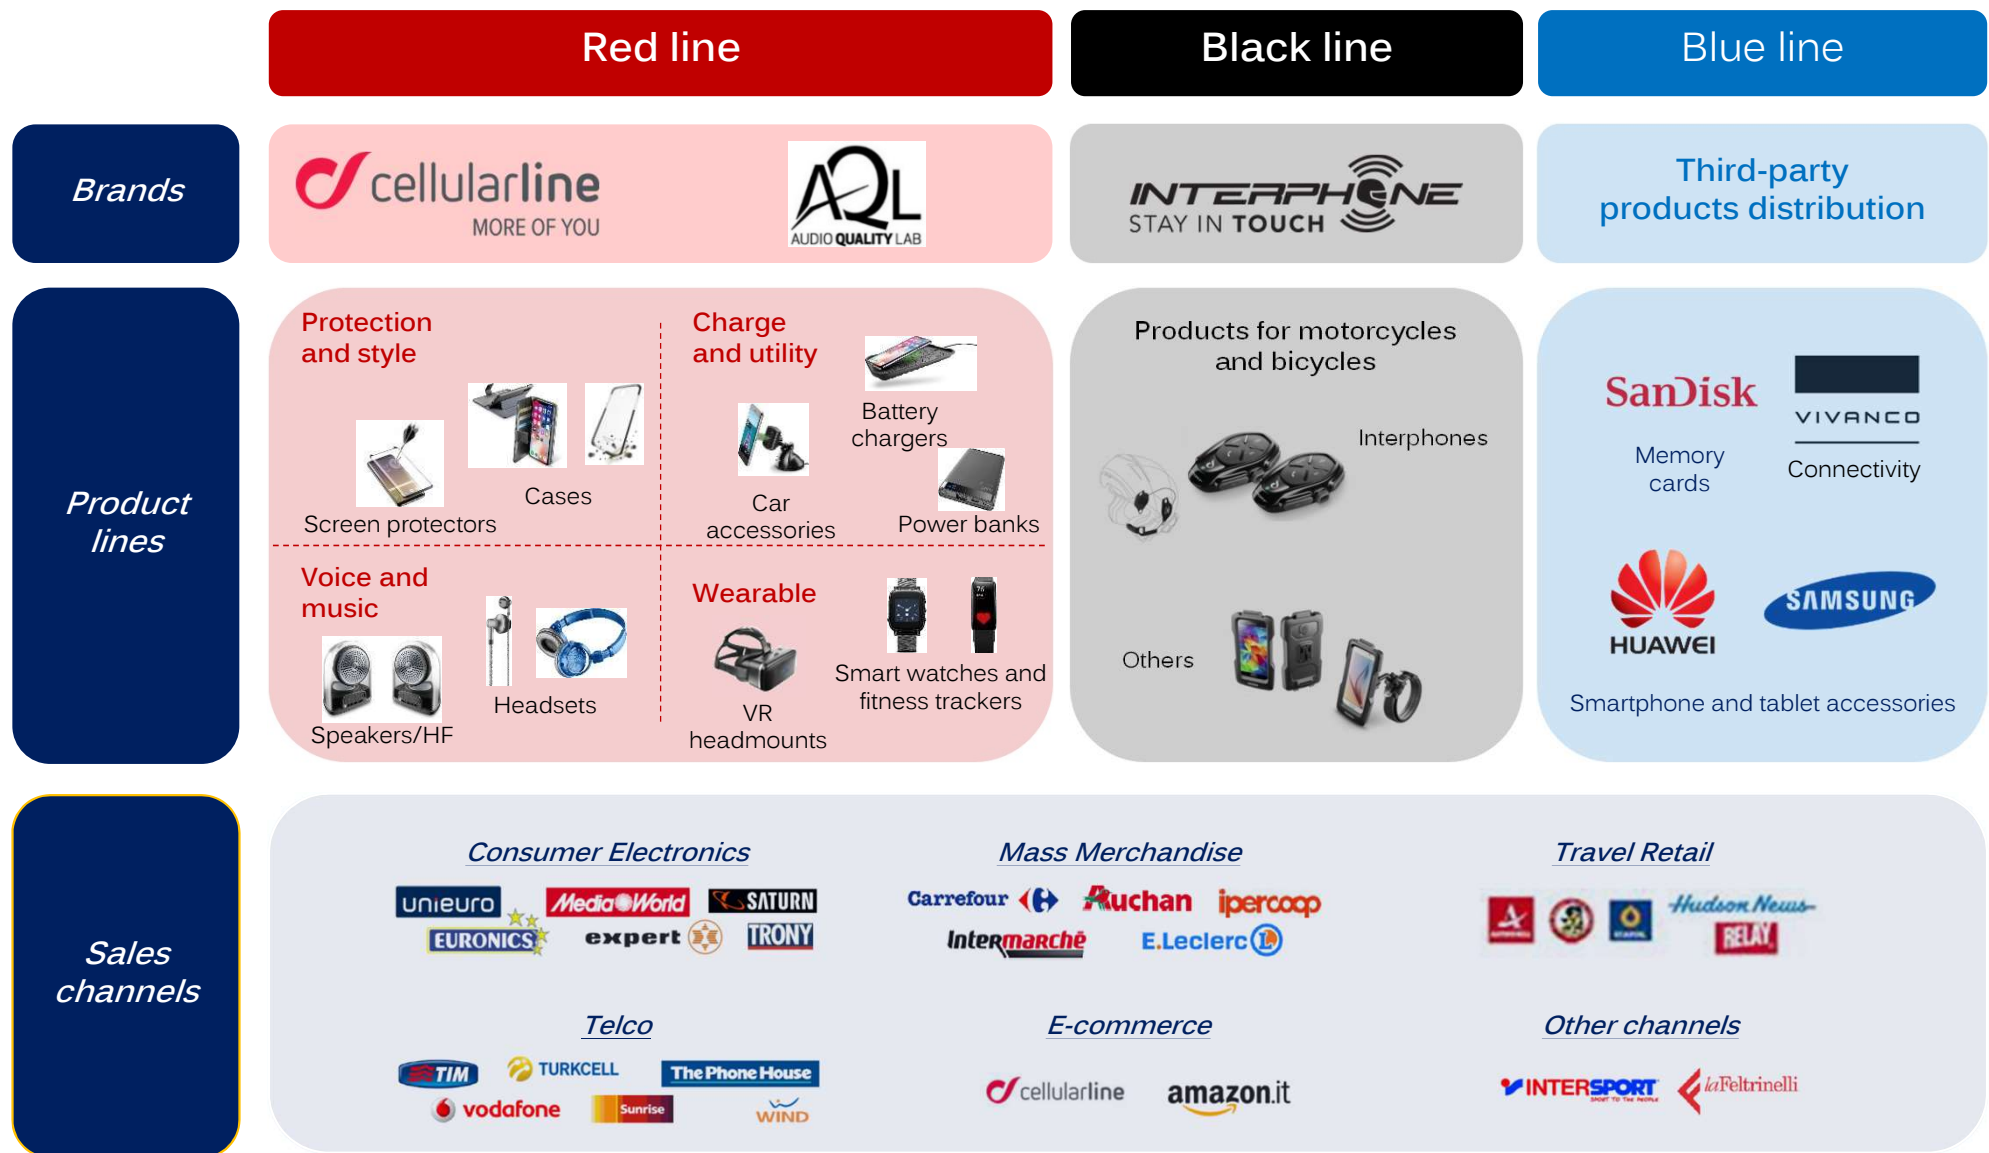 Red line
Black line
Blue line
Brands
cellularline
MORE OF YOU
AQL
AUDIO QUALITY LAB
INTERPHONE
STAY IN TOUCH
Third-party
products distribution
Product
lines
Protection
and style
Screen protectors
Cases
Charge
and utility
Battery
chargers
Car
accessories
Power banks
Voice and
music
Speakers/HF
Headsets
Wearable
VR
headmounts
Smart watches and
fitness trackers
Products for motorcycles
and bicycles
Interphones
Others
SanDisk
Memory
cards
VIVANCO
Connectivity
HUAWEI
SAMSUNG
Smartphone and tablet accessories
Sales
channels
Consumer Electronics
unieuro
MediaWorld
SATURN
EURONICS
expert
TRONY
Mass Merchandise
Carrefour
Auchan
ipercoop
Intermarchē
E.Leclerc
Travel Retail
Hudson News
RELAY
Telco
TIM
TURKCELL
The Phone House
vodafone
Sunrise
WIND
E-commerce
cellularline
amazon.it
Other channels
INTERSPORT
SPORT TO THE PEOPLE
laFeltrinelli